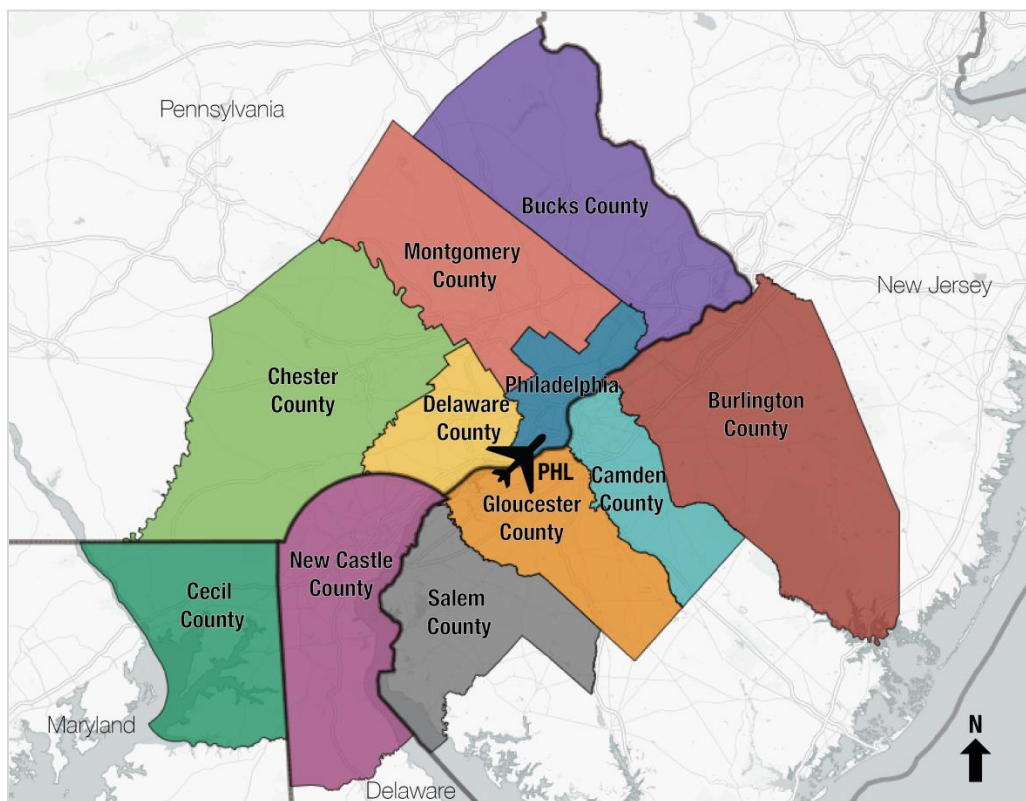 Pennsylvania
Bucks County
Montgomery
County
New Jersey
Chester
County
Philadelphia
Delaware
County
Burlington
County
PHL
Camden
County
Gloucester
County
New Castle
County
Cecil
County
Salem
County
Maryland
Delaware
N